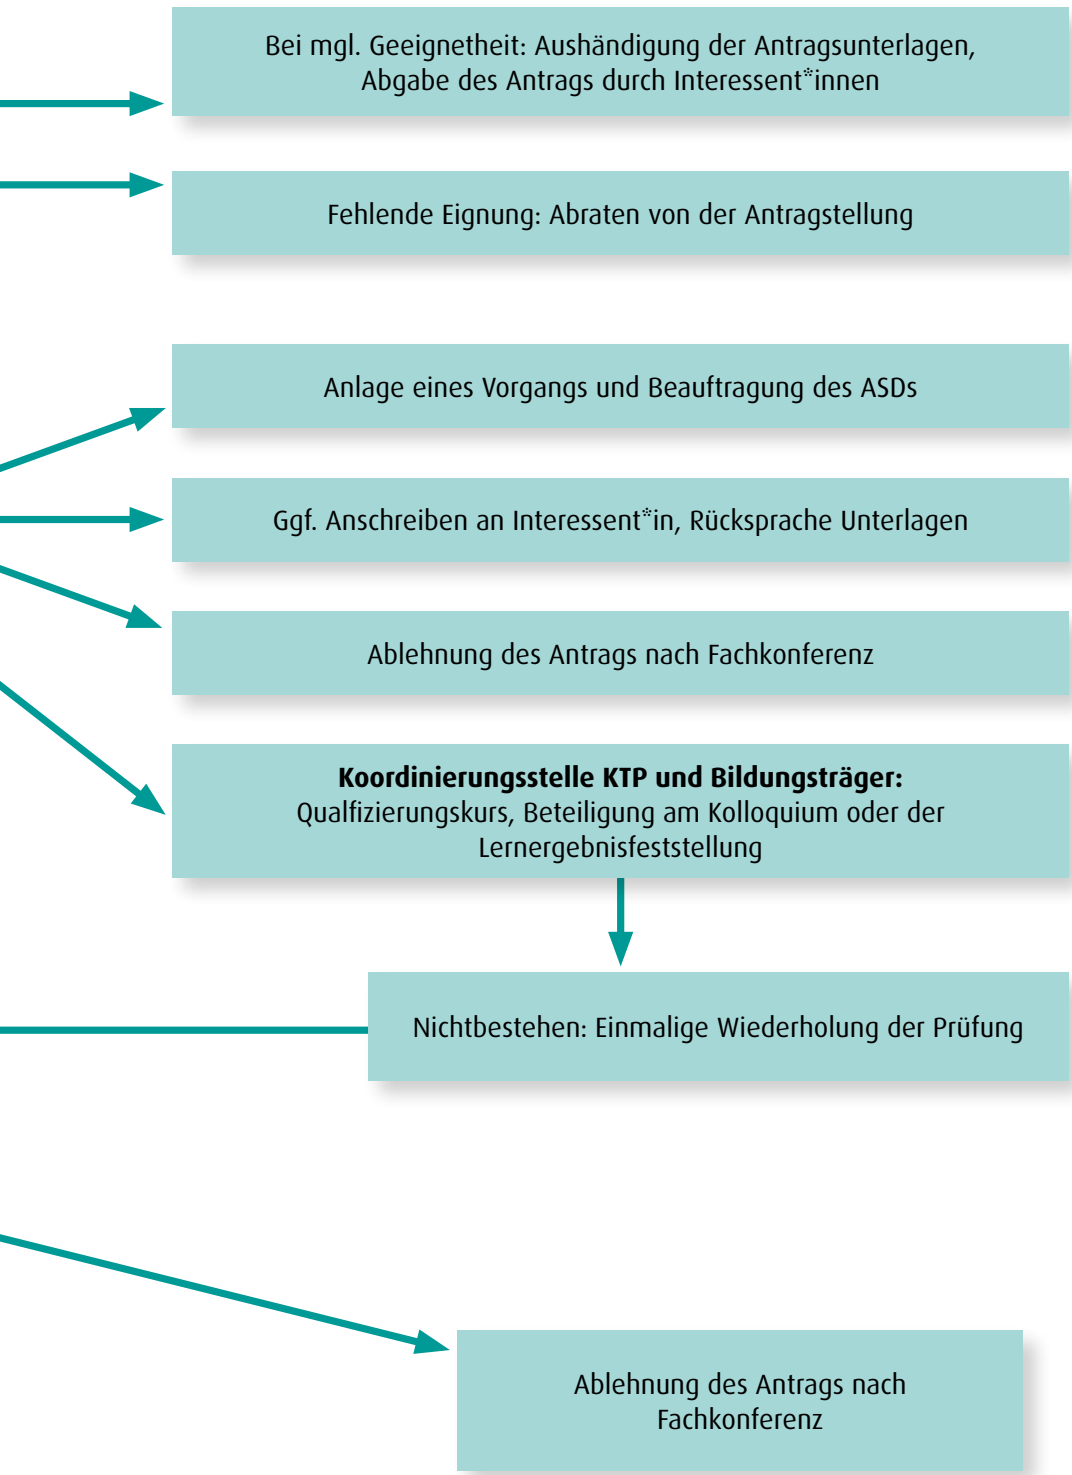 Bei mgl. Geeignetheit: Aushändigung der Antragsunterlagen,
Abgabe des Antrags durch Interessent*innen
Fehlende Eignung: Abraten von der Antragstellung
Anlage eines Vorgangs und Beauftragung des ASDs
Ggf. Anschreiben an Interessent*in, Rücksprache Unterlagen
Ablehnung des Antrags nach Fachkonferenz
Koordinierungsstelle KTP und Bildungsträger:
Qualfizierungskurs, Beteiligung am Kolloquium oder der
Lernergebnisfeststellung
Nichtbestehen: Einmalige Wiederholung der Prüfung
Ablehnung des Antrags nach
Fachkonferenz